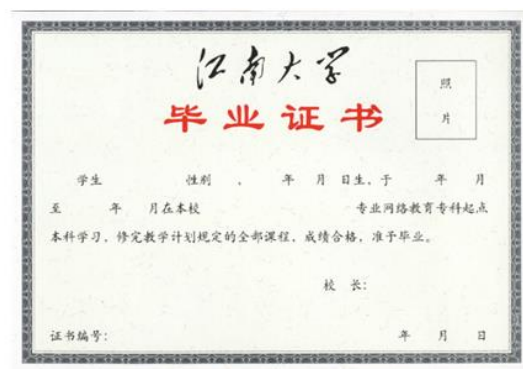 江南大学
毕业证书
照
片
学生 性别 , 年 月 日生，于 年 月
至 年 月在本校 专业网络教育专科起点
本科学习，修完教学计划规定的全部课程，成绩合格，准予毕业。
校 长：
证书编号： 年 月 日